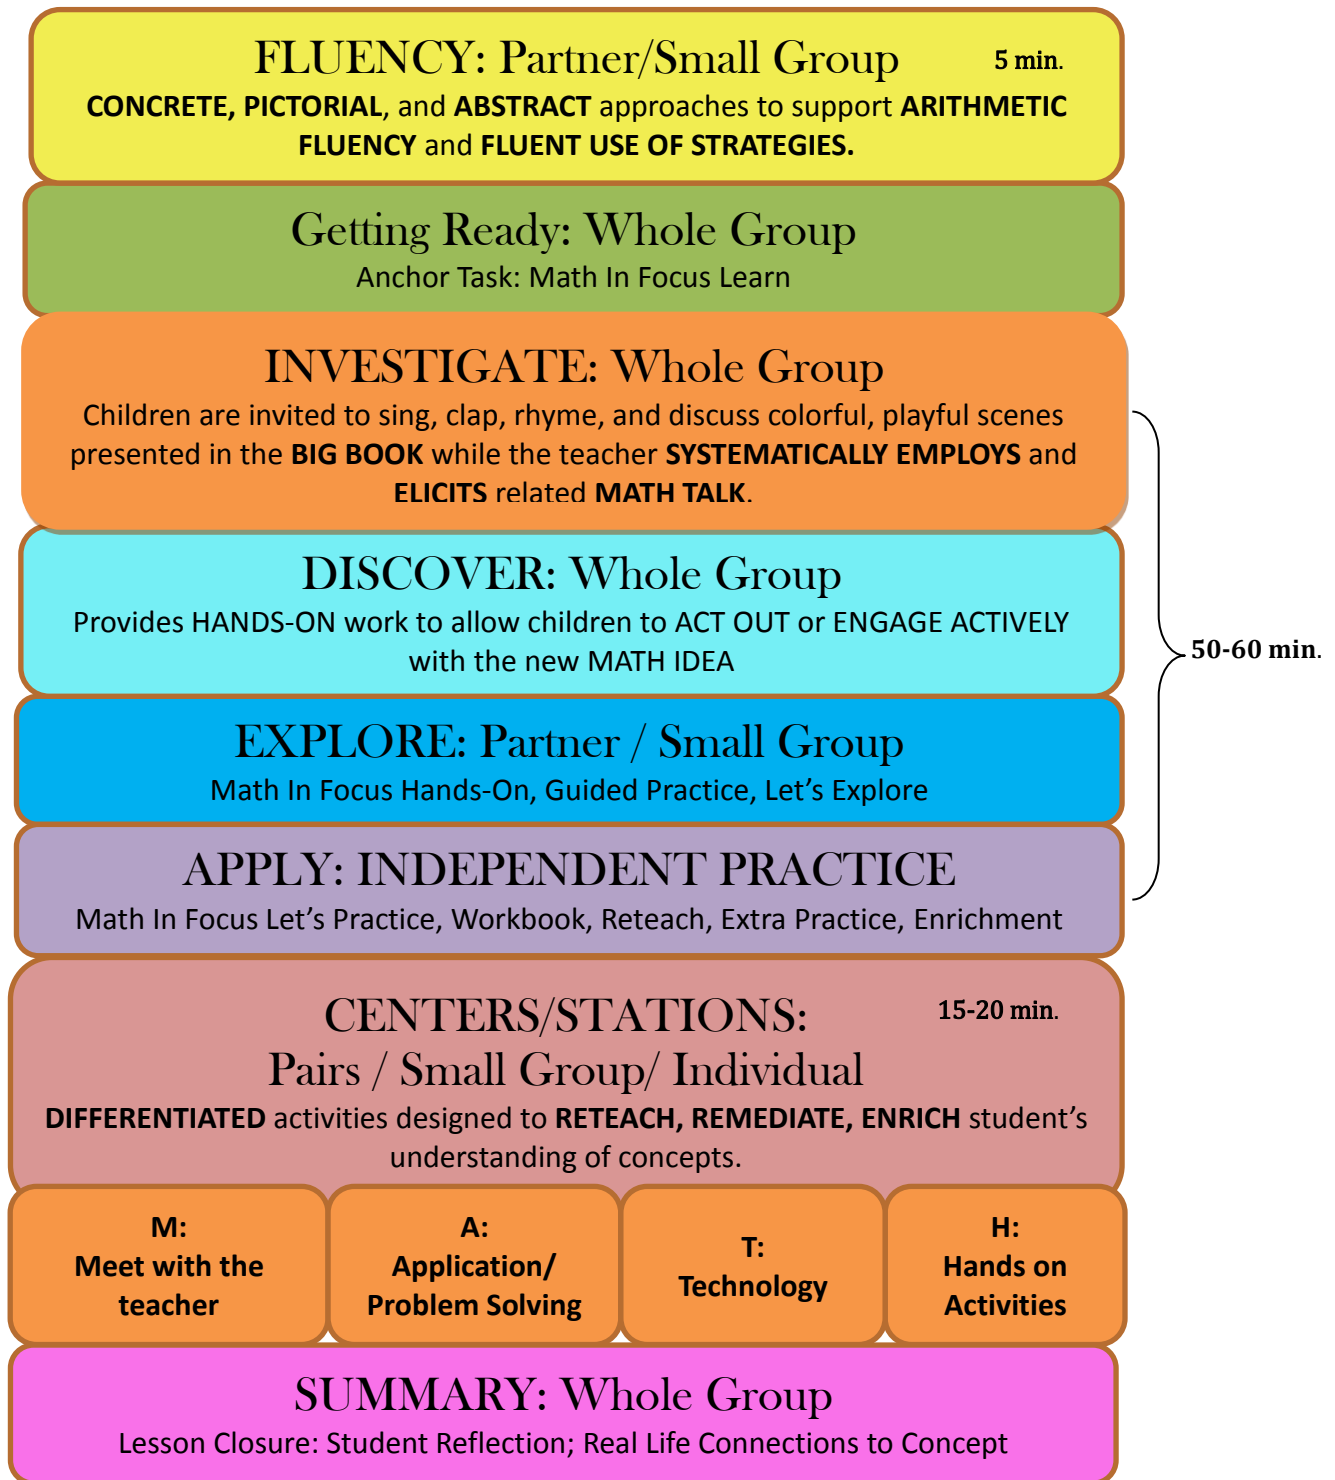 FLUENCY: Partner/Small Group 5 min.
CONCRETE, PICTORIAL, and ABSTRACT approaches to support ARITHMETIC
FLUENCY and FLUENT USE OF STRATEGIES.
Getting Ready: Whole Group
Anchor Task: Math In Focus Learn
INVESTIGATE: Whole Group
Children are invited to sing, clap, rhyme, and discuss colorful, playful scenes
presented in the BIG BOOK while the teacher SYSTEMATICALLY EMPLOYS and
ELICITS related MATH TALK.
DISCOVER: Whole Group
Provides HANDS-ON work to allow children to ACT OUT or ENGAGE ACTIVELY
with the new MATH IDEA
50-60 min.
EXPLORE: Partner / Small Group
Math In Focus Hands-On, Guided Practice, Let’s Explore
APPLY: INDEPENDENT PRACTICE
Math In Focus Let’s Practice, Workbook, Reteach, Extra Practice, Enrichment
CENTERS/STATIONS: 15-20 min.
Pairs / Small Group/ Individual
DIFFERENTIATED activities designed to RETEACH, REMEDIATE, ENRICH student’s
understanding of concepts.
M:
Meet with the
teacher
A:
Application/
Problem Solving
T:
Technology
H:
Hands on
Activities
SUMMARY: Whole Group
Lesson Closure: Student Reflection; Real Life Connections to Concept